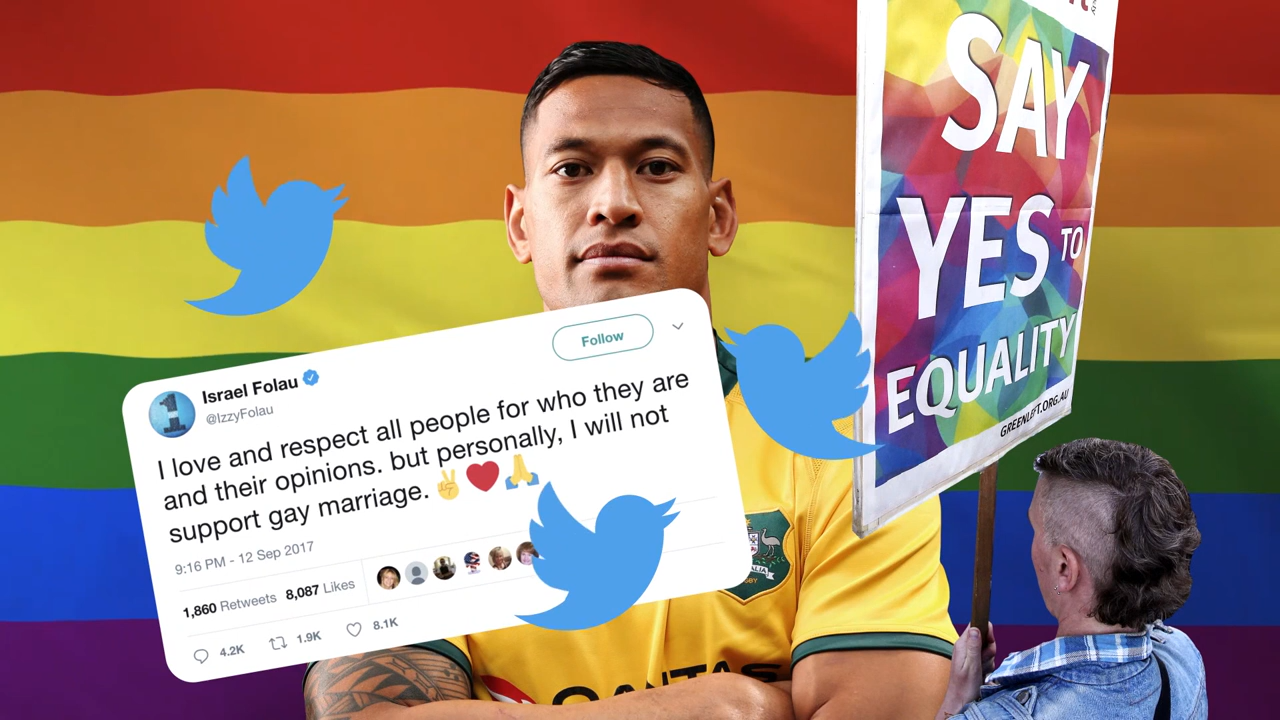 Follow
Israel Folau
@IzzyFolau
I love and respect all people for who they are
and their opinions. but personally, I will not
support gay marriage. ✌️❤️🙏
9:16 PM - 12 Sep 2017
1,860 Retweets 8,087 Likes
4.2K 1.9K 8.1K
SAY
YES TO
EQUALITY
GREENLEFT.ORG.AU
QANTAS